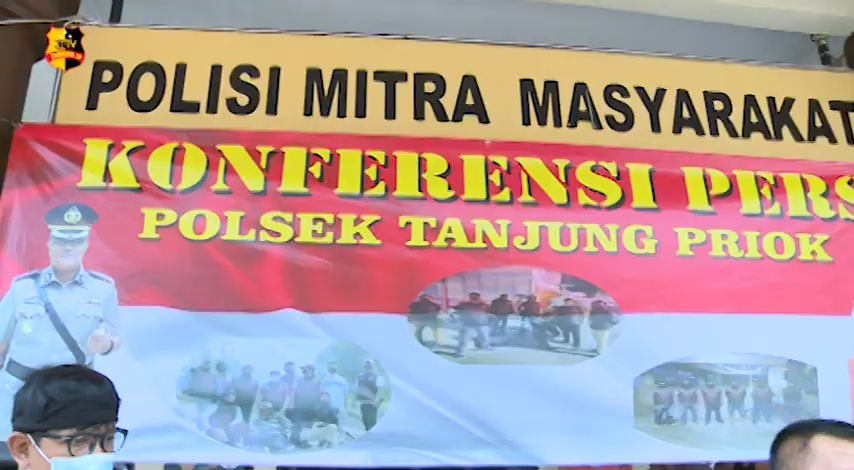 POLISI MITRA MASYARAKAT
KONFERENSI PERS
POLSEK TANJUNG PRIOK